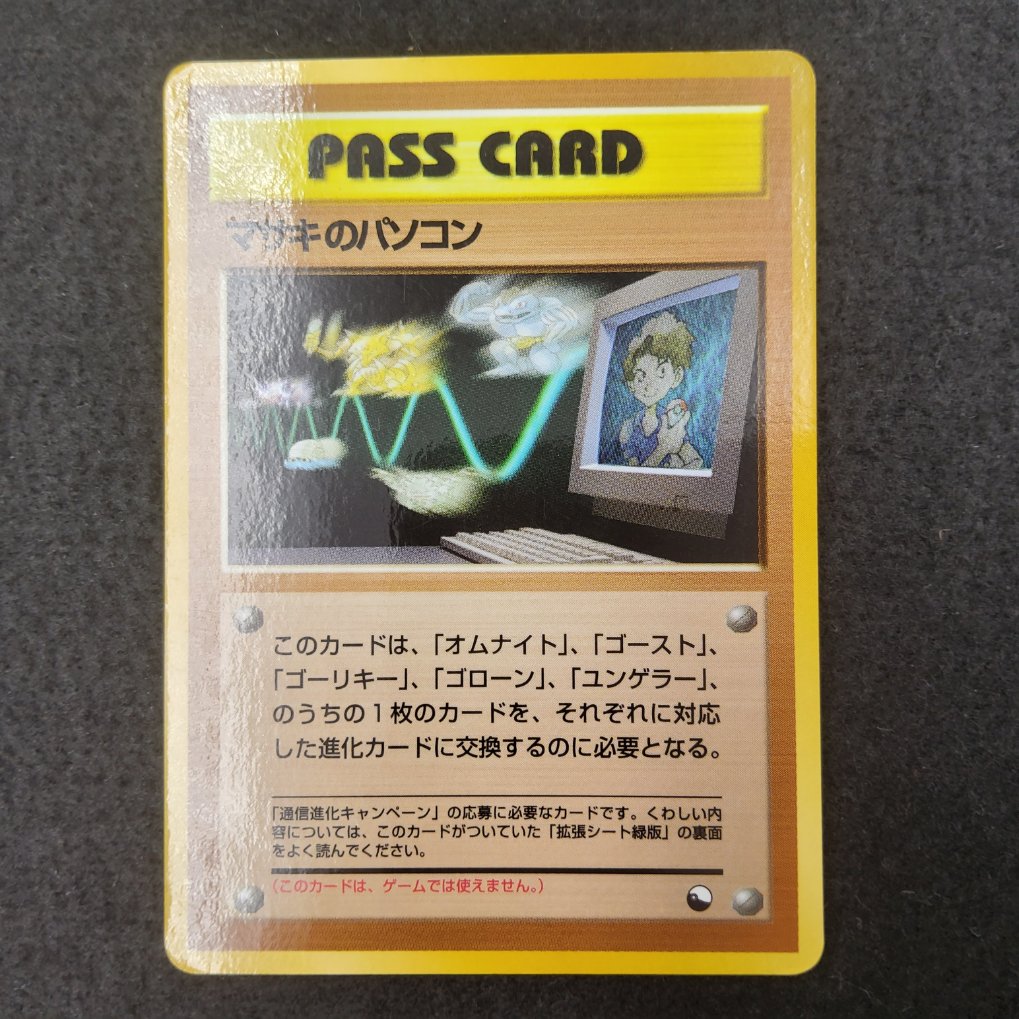 PASS CARD
マサキのパソコン
このカードは、「オムナイト」、「ゴースト」、
「ゴーリキー」、「ゴローン」、「ユンゲラー」、
のうちの1枚のカードを、それぞれに対応
した進化カードに交換するのに必要となる。
「通信進化キャンペーン」の応募に必要なカードです。くわしい内
容については、このカードがついていた「拡張シート緑版」の裏面
をよく読んでください。
(このカードは、ゲームでは使えません。)